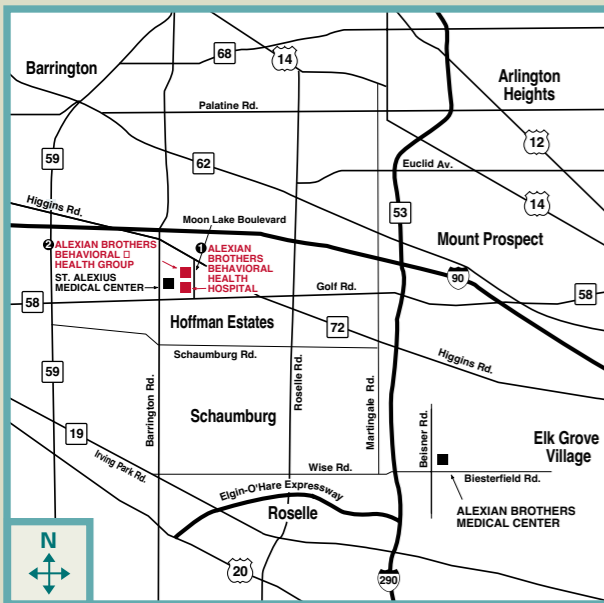 68
14
Barrington
Arlington
Heights
Palatine Rd.
12
59
62
Euclid Av.
14
Higgins Rd.
53
Moon Lake Boulevard
Mount Prospect
2 ALEXIAN BROTHERS
BEHAVIORAL □
HEALTH GROUP
1 ALEXIAN
BROTHERS
BEHAVIORAL
HEALTH
HOSPITAL
ST. ALEXIUS
MEDICAL CENTER
90
58
Golf Rd.
58
Hoffman Estates
72
Schaumburg Rd.
Higgins Rd.
59
Barrington Rd.
Roselle Rd.
Martingale Rd.
Schaumburg
Beisner Rd.
19
Irving Park Rd.
Elk Grove
Village
Wise Rd.
Biesterfield Rd.
Elgin-O'Hare Expressway
Roselle
ALEXIAN BROTHERS
MEDICAL CENTER
N
20
290